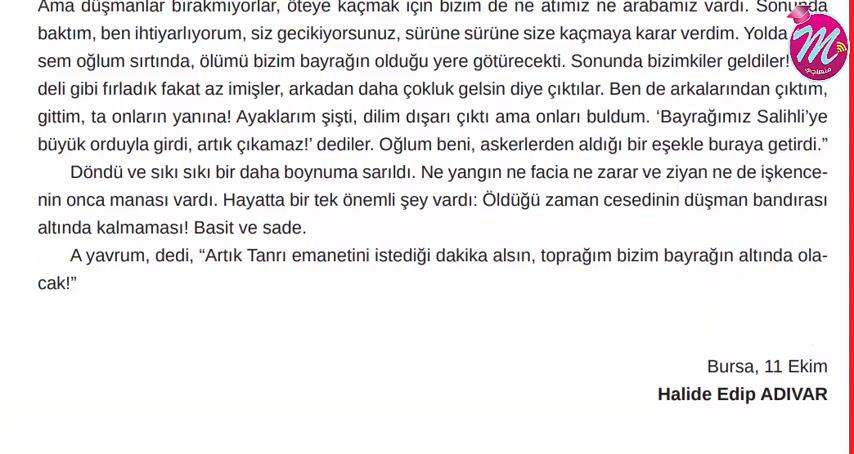 Ama düşmanlar bırakmıyorlar, öteye kaçmak için bizim de ne atımız ne arabamız vardı. Sonunda
baktım, ben ihtiyarlıyorum, siz gecikiyorsunuz, sürüne sürüne size kaçmaya karar verdim. Yolda
sem oğlum sırtında, ölümü bizim bayrağın olduğu yere götürecekti. Sonunda bizimkiler geldiler!
deli gibi fırladık fakat az imişler, arkadan daha çokluk gelsin diye çıktılar. Ben de arkalarından çıktım,
gittim, ta onların yanına! Ayaklarım şişti, dilim dışarı çıktı ama onları buldum. ‘Bayrağımız Salihli’ye
büyük orduyla girdi, artık çıkamaz!’ dediler. Oğlum beni, askerlerden aldığı bir eşekle buraya getirdi.”
Döndü ve sıkı sıkı bir daha boynuma sarıldı. Ne yangın ne facia ne zarar ve ziyan ne de işkence-
nin onca manası vardı. Hayatta bir tek önemli şey vardı: Öldüğü zaman cesedinin düşman bandırası
altında kalmaması! Basit ve sade.
A yavrum, dedi, “Artık Tanrı emanetini istediği dakika alsın, toprağım bizim bayrağın altında ola-
cak!”
Bursa, 11 Ekim
Halide Edip ADIVAR
M
منهجي